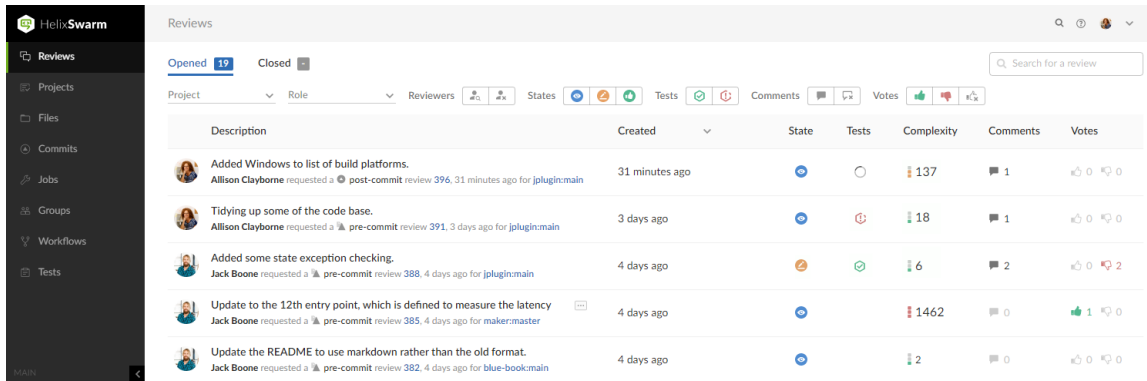 HelixSwarm
Reviews
Reviews
Projects
Files
Commits
Jobs
Groups
Workflows
Tests
MAIN
Opened 19 Closed -
Search for a review
Project Role Reviewers States Tests Comments Votes
Description Created State Tests Complexity Comments Votes
Added Windows to list of build platforms.
Allison Clayborne requested a post-commit review 396, 31 minutes ago for jplugin:main
31 minutes ago 137 1 0 0
Tidying up some of the code base.
Allison Clayborne requested a pre-commit review 391, 3 days ago for jplugin:main
3 days ago 18 1 0 0
Added some state exception checking.
Jack Boone requested a pre-commit review 388, 4 days ago for jplugin:main
4 days ago 6 2 0 2
Update to the 12th entry point, which is defined to measure the latency ...
Jack Boone requested a pre-commit review 385, 4 days ago for maker:master
4 days ago 1462 0 1 0
Update the README to use markdown rather than the old format.
Jack Boone requested a pre-commit review 382, 4 days ago for blue-book:main
4 days ago 2 0 0 0